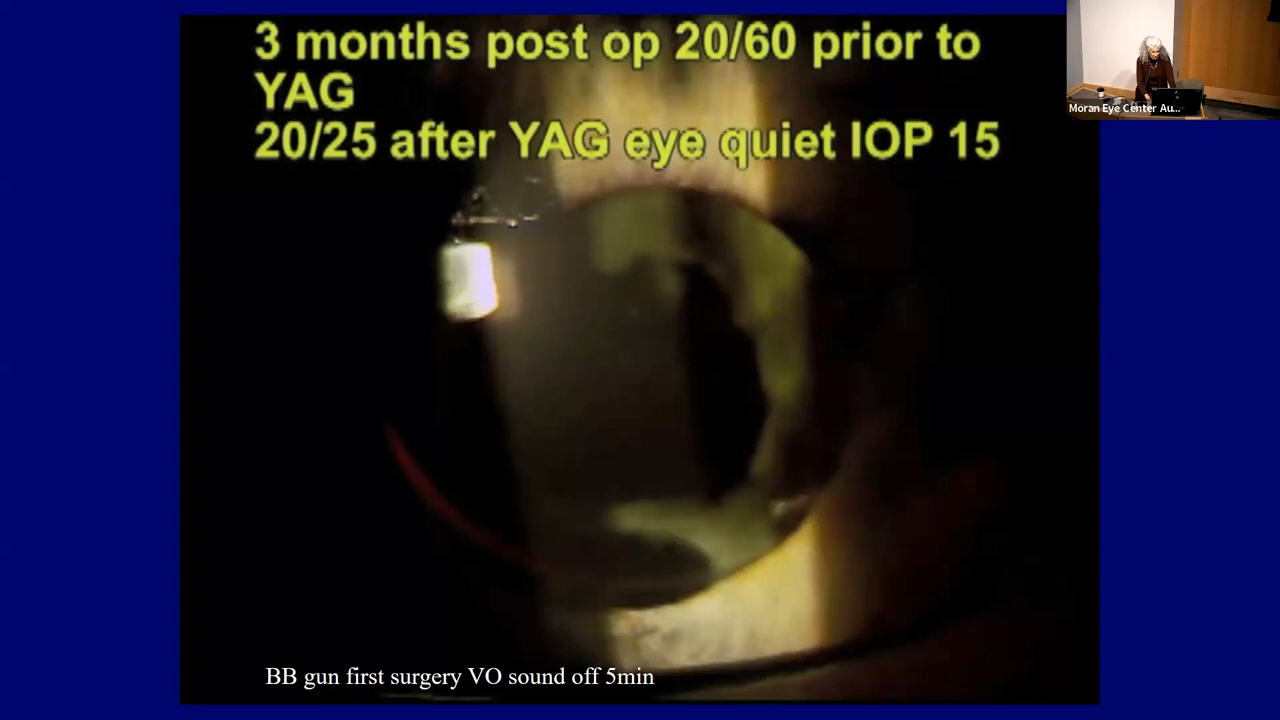 3 months post op 20/60 prior to
YAG
20/25 after YAG eye quiet IOP 15
Moran Eye Center Au...
BB gun first surgery VO sound off 5min